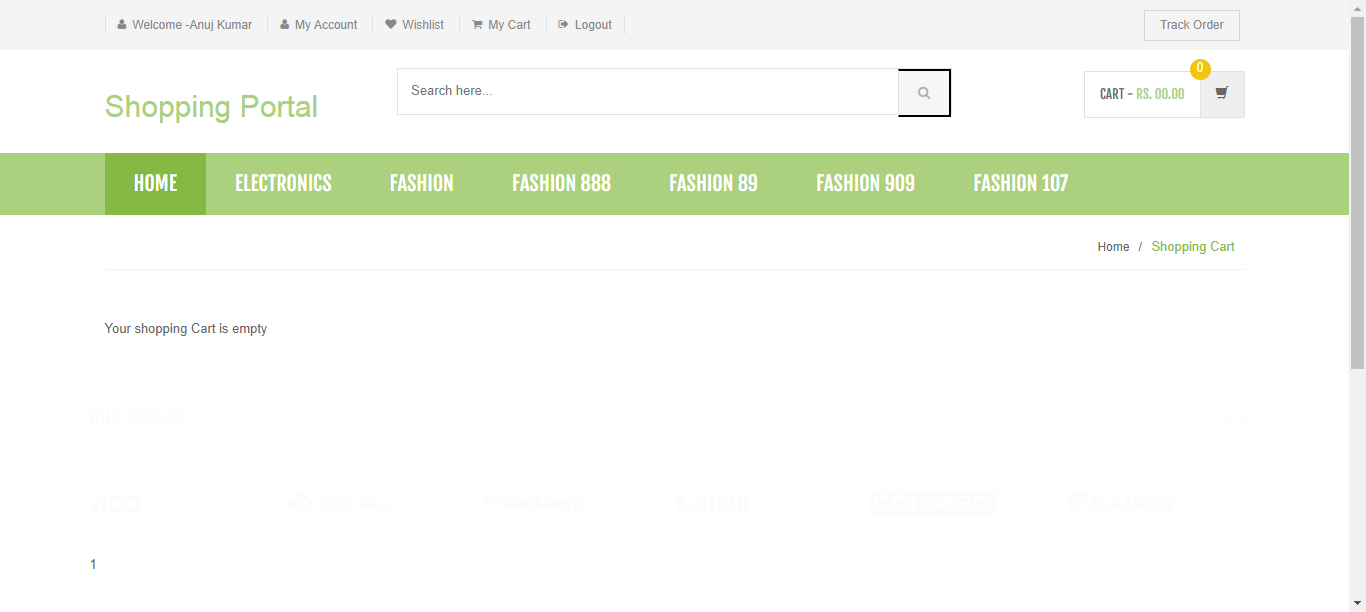 Welcome -Anuj Kumar
My Account
Wishlist
My Cart
Logout
Track Order
Shopping Portal
Search here...
CART - RS. 00.00
0
HOME
ELECTRONICS
FASHION
FASHION 888
FASHION 89
FASHION 909
FASHION 107
Home / Shopping Cart
Your shopping Cart is empty
OUR BRANDS
AOC
BAJAJ
BlackBerry
Canon
COMPAQ
DAIKIN
1